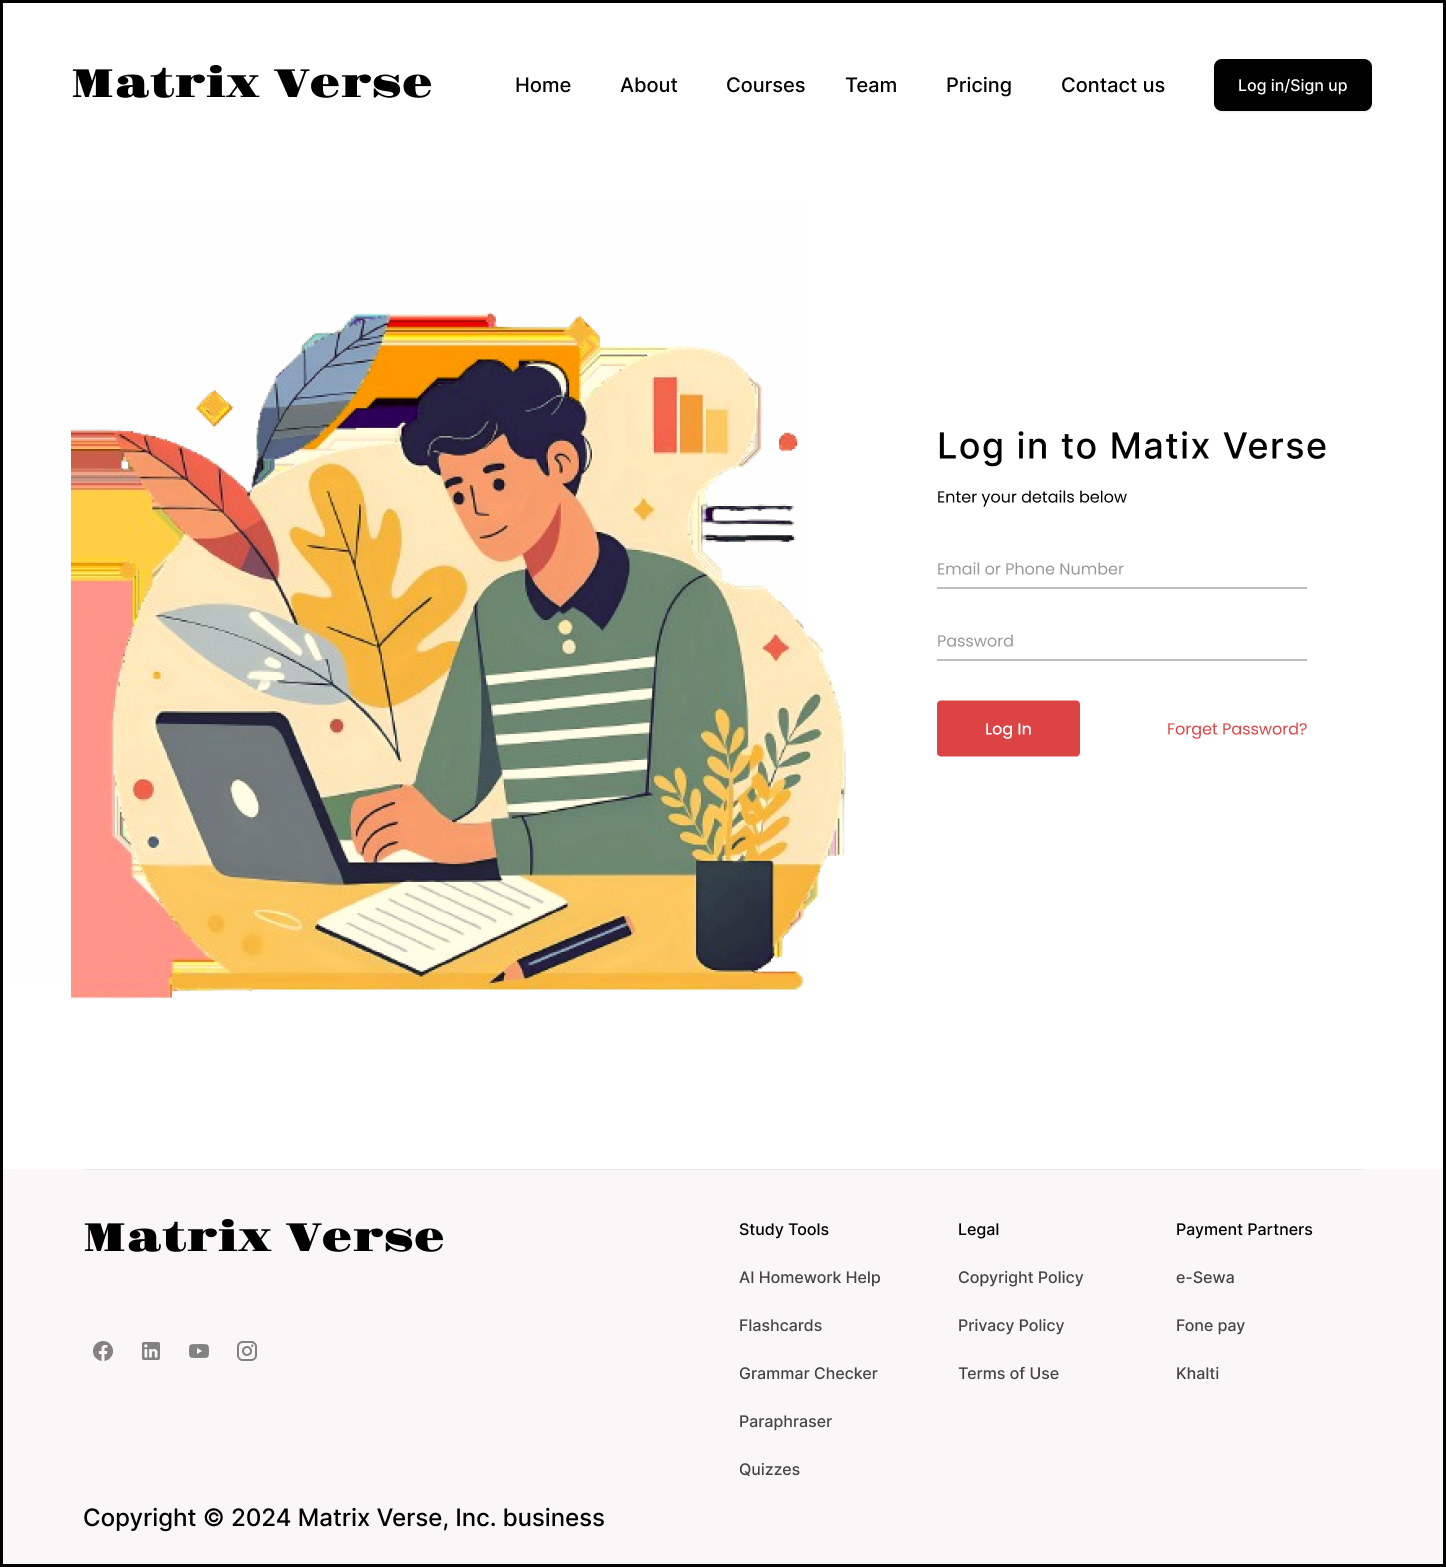 Matrix Verse
Home About Courses Team Pricing Contact us Log in/Sign up
Log in to Matix Verse
Enter your details below
Email or Phone Number
Password
Log In Forget Password?
Matrix Verse
Study Tools
AI Homework Help
Flashcards
Grammar Checker
Paraphraser
Quizzes
Legal
Copyright Policy
Privacy Policy
Terms of Use
Payment Partners
e-Sewa
Fone pay
Khalti
Copyright © 2024 Matrix Verse, Inc. business